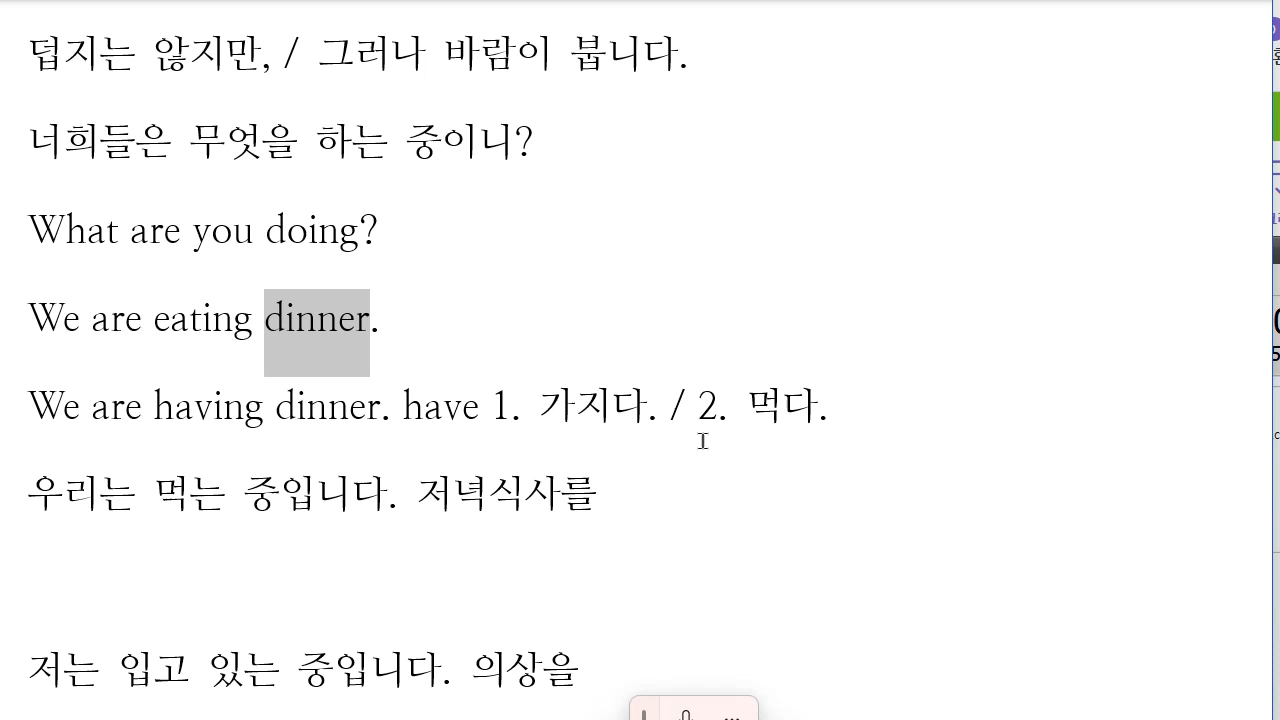 덥지는 않지만, / 그러나 바람이 붑니다.
너희들은 무엇을 하는 중이니?
What are you doing?
We are eating dinner.
We are having dinner. have 1. 가지다. / 2. 먹다.
우리는 먹는 중입니다. 저녁식사를
저는 입고 있는 중입니다. 의상을